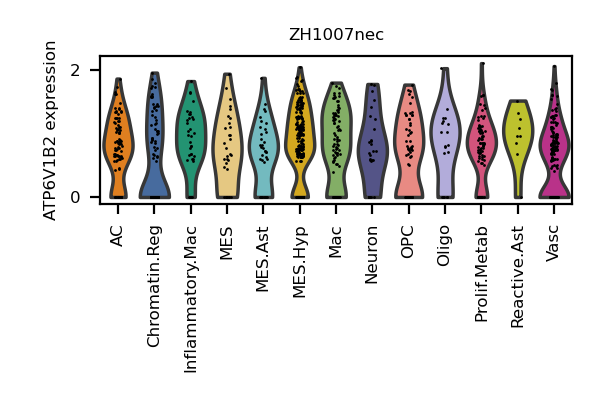 ZH1007nec
ATP6V1B2 expression
2
0
AC
Chromatin.Reg
Inflammatory.Mac
MES
MES.Ast
MES.Hyp
Mac
Neuron
OPC
Oligo
Prolif.Metab
Reactive.Ast
Vasc